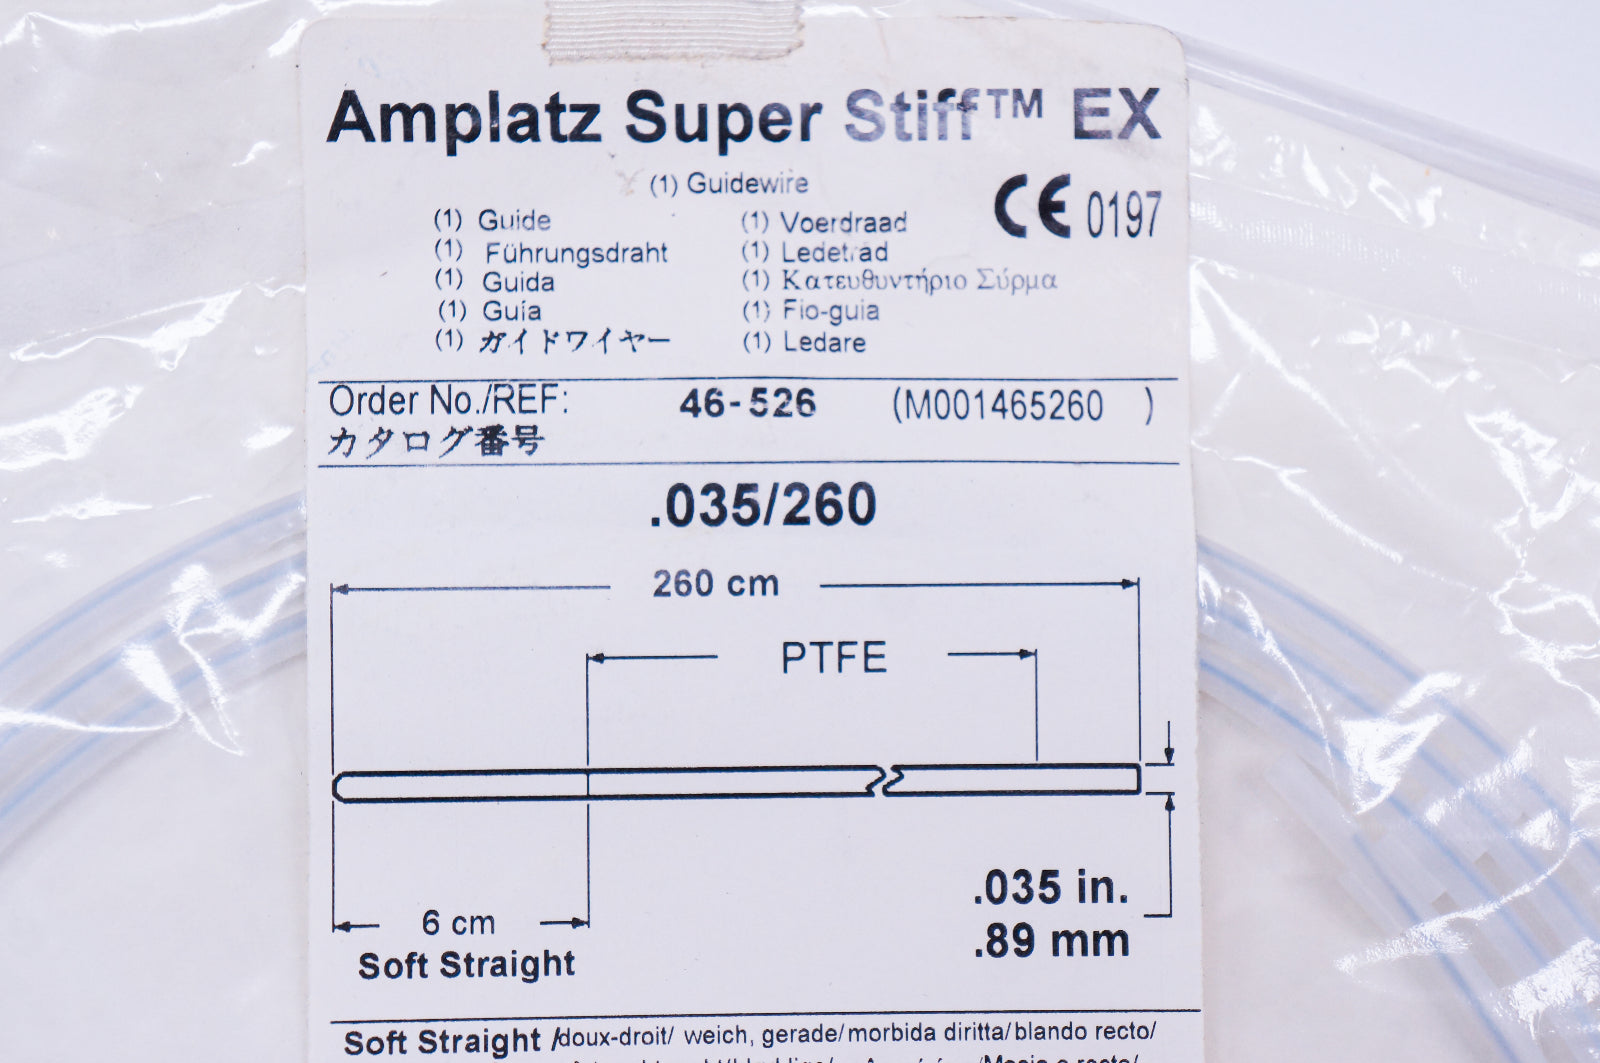 Amplatz Super Stiff™ EX
(1) Guidewire
CE 0197
(1) Guide
(1) Führungsdraht
(1) Guida
(1) Guía
(1) ガイドワイヤー
(1) Voerdraad
(1) Ledetråd
(1) Κατευθυντήριο Σύρμα
(1) Fio-guia
(1) Ledare
Order No./REF: 46-526 (M001465260 )
カタログ番号
.035/260
260 cm
PTFE
.035 in.
.89 mm
6 cm
Soft Straight
Soft Straight /doux-droit/ weich, gerade/morbida diritta/blando recto/